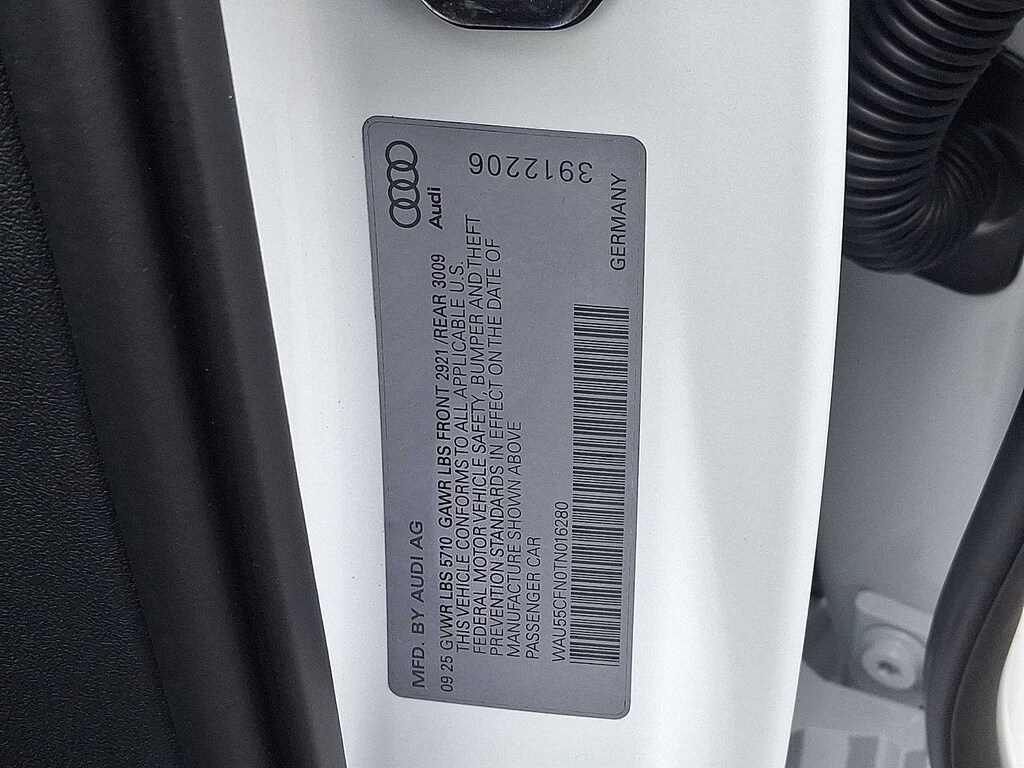 Audi
3912206
MFD. BY AUDI AG
09 25 GVWR LBS 5710 GAWR LBS FRONT 2921 /REAR 3009
THIS VEHICLE CONFORMS TO ALL APPLICABLE U.S.
FEDERAL MOTOR VEHICLE SAFETY, BUMPER AND THEFT
PREVENTION STANDARDS IN EFFECT ON THE DATE OF
MANUFACTURE SHOWN ABOVE
PASSENGER CAR
WAU55CFN0TN016280
GERMANY